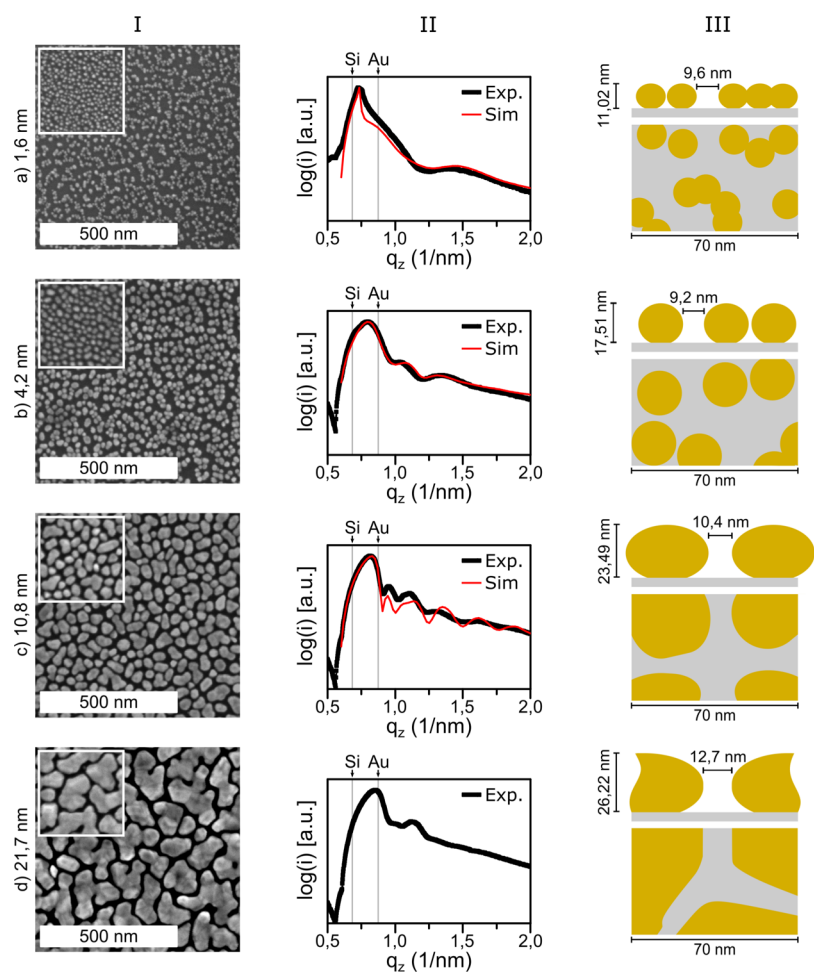 I
II
III
a) 1,6 nm
500 nm
Si Au
Exp.
Sim
log(i) [a.u.]
0,5 1,0 1,5 2,0
q_z (1/nm)
9,6 nm
11,02 nm
70 nm
b) 4,2 nm
500 nm
Si Au
Exp.
Sim
log(i) [a.u.]
0,5 1,0 1,5 2,0
q_z (1/nm)
9,2 nm
17,51 nm
70 nm
c) 10,8 nm
500 nm
Si Au
Exp.
Sim
log(i) [a.u.]
0,5 1,0 1,5 2,0
q_z (1/nm)
10,4 nm
23,49 nm
70 nm
d) 21,7 nm
500 nm
Si Au
Exp.
log(i) [a.u.]
0,5 1,0 1,5 2,0
q_z (1/nm)
12,7 nm
26,22 nm
70 nm